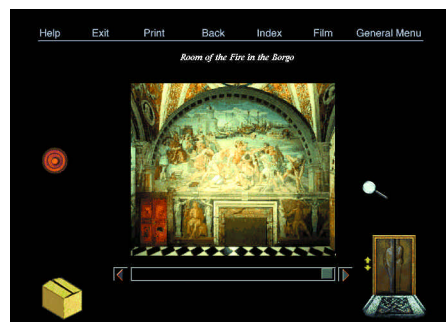 Help Exit Print Back Index Film General Menu
Room of the Fire in the Borgo